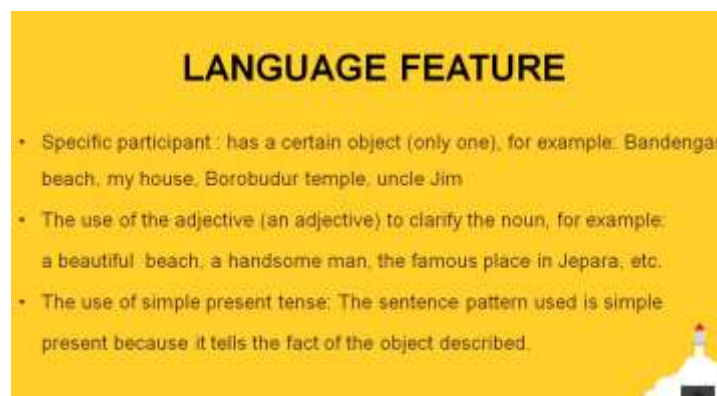 LANGUAGE FEATURE
• Specific participant : has a certain object (only one), for example: Bandengas
beach, my house, Borobudur temple, uncle Jim
• The use of the adjective (an adjective) to clarify the noun, for example:
a beautiful beach, a handsome man, the famous place in Jepara, etc.
• The use of simple present tense: The sentence pattern used is simple
present because it tells the fact of the object described.